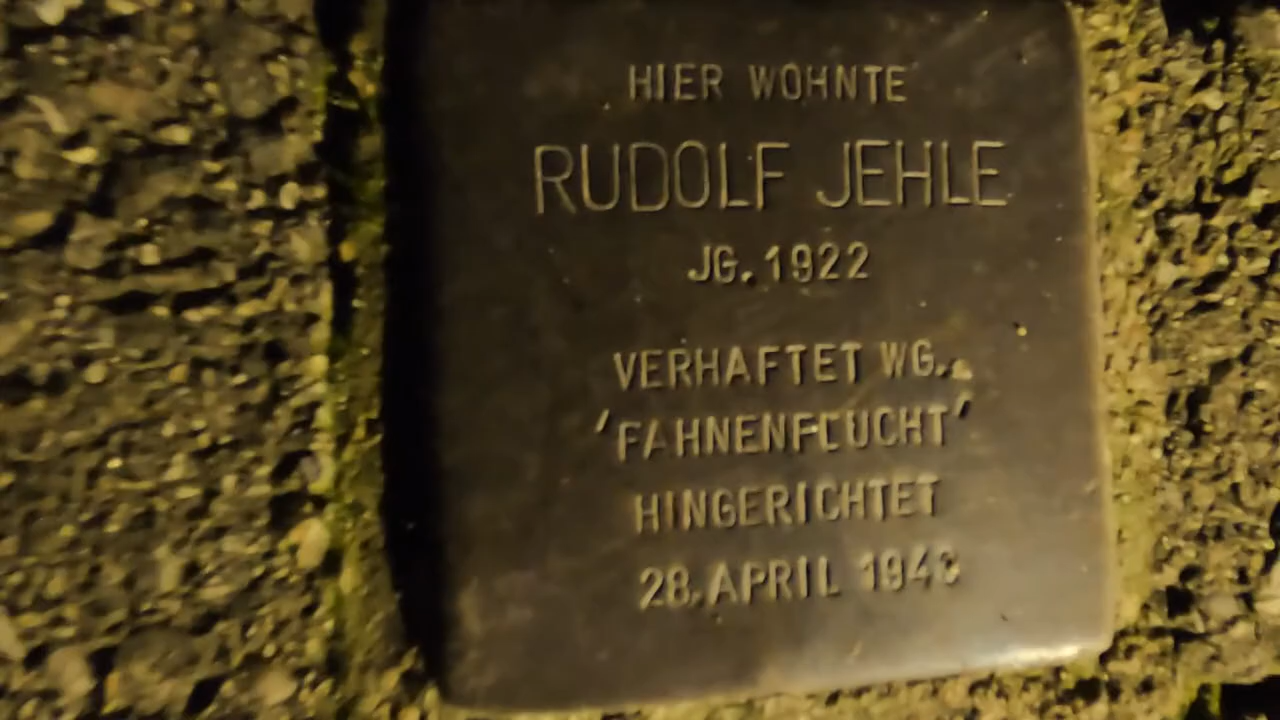 HIER WOHNTE
RUDOLF JEHLE
JG. 1922
VERHAFTET WG.
'FAHNENFLUCHT'
HINGERICHTET
28. APRIL